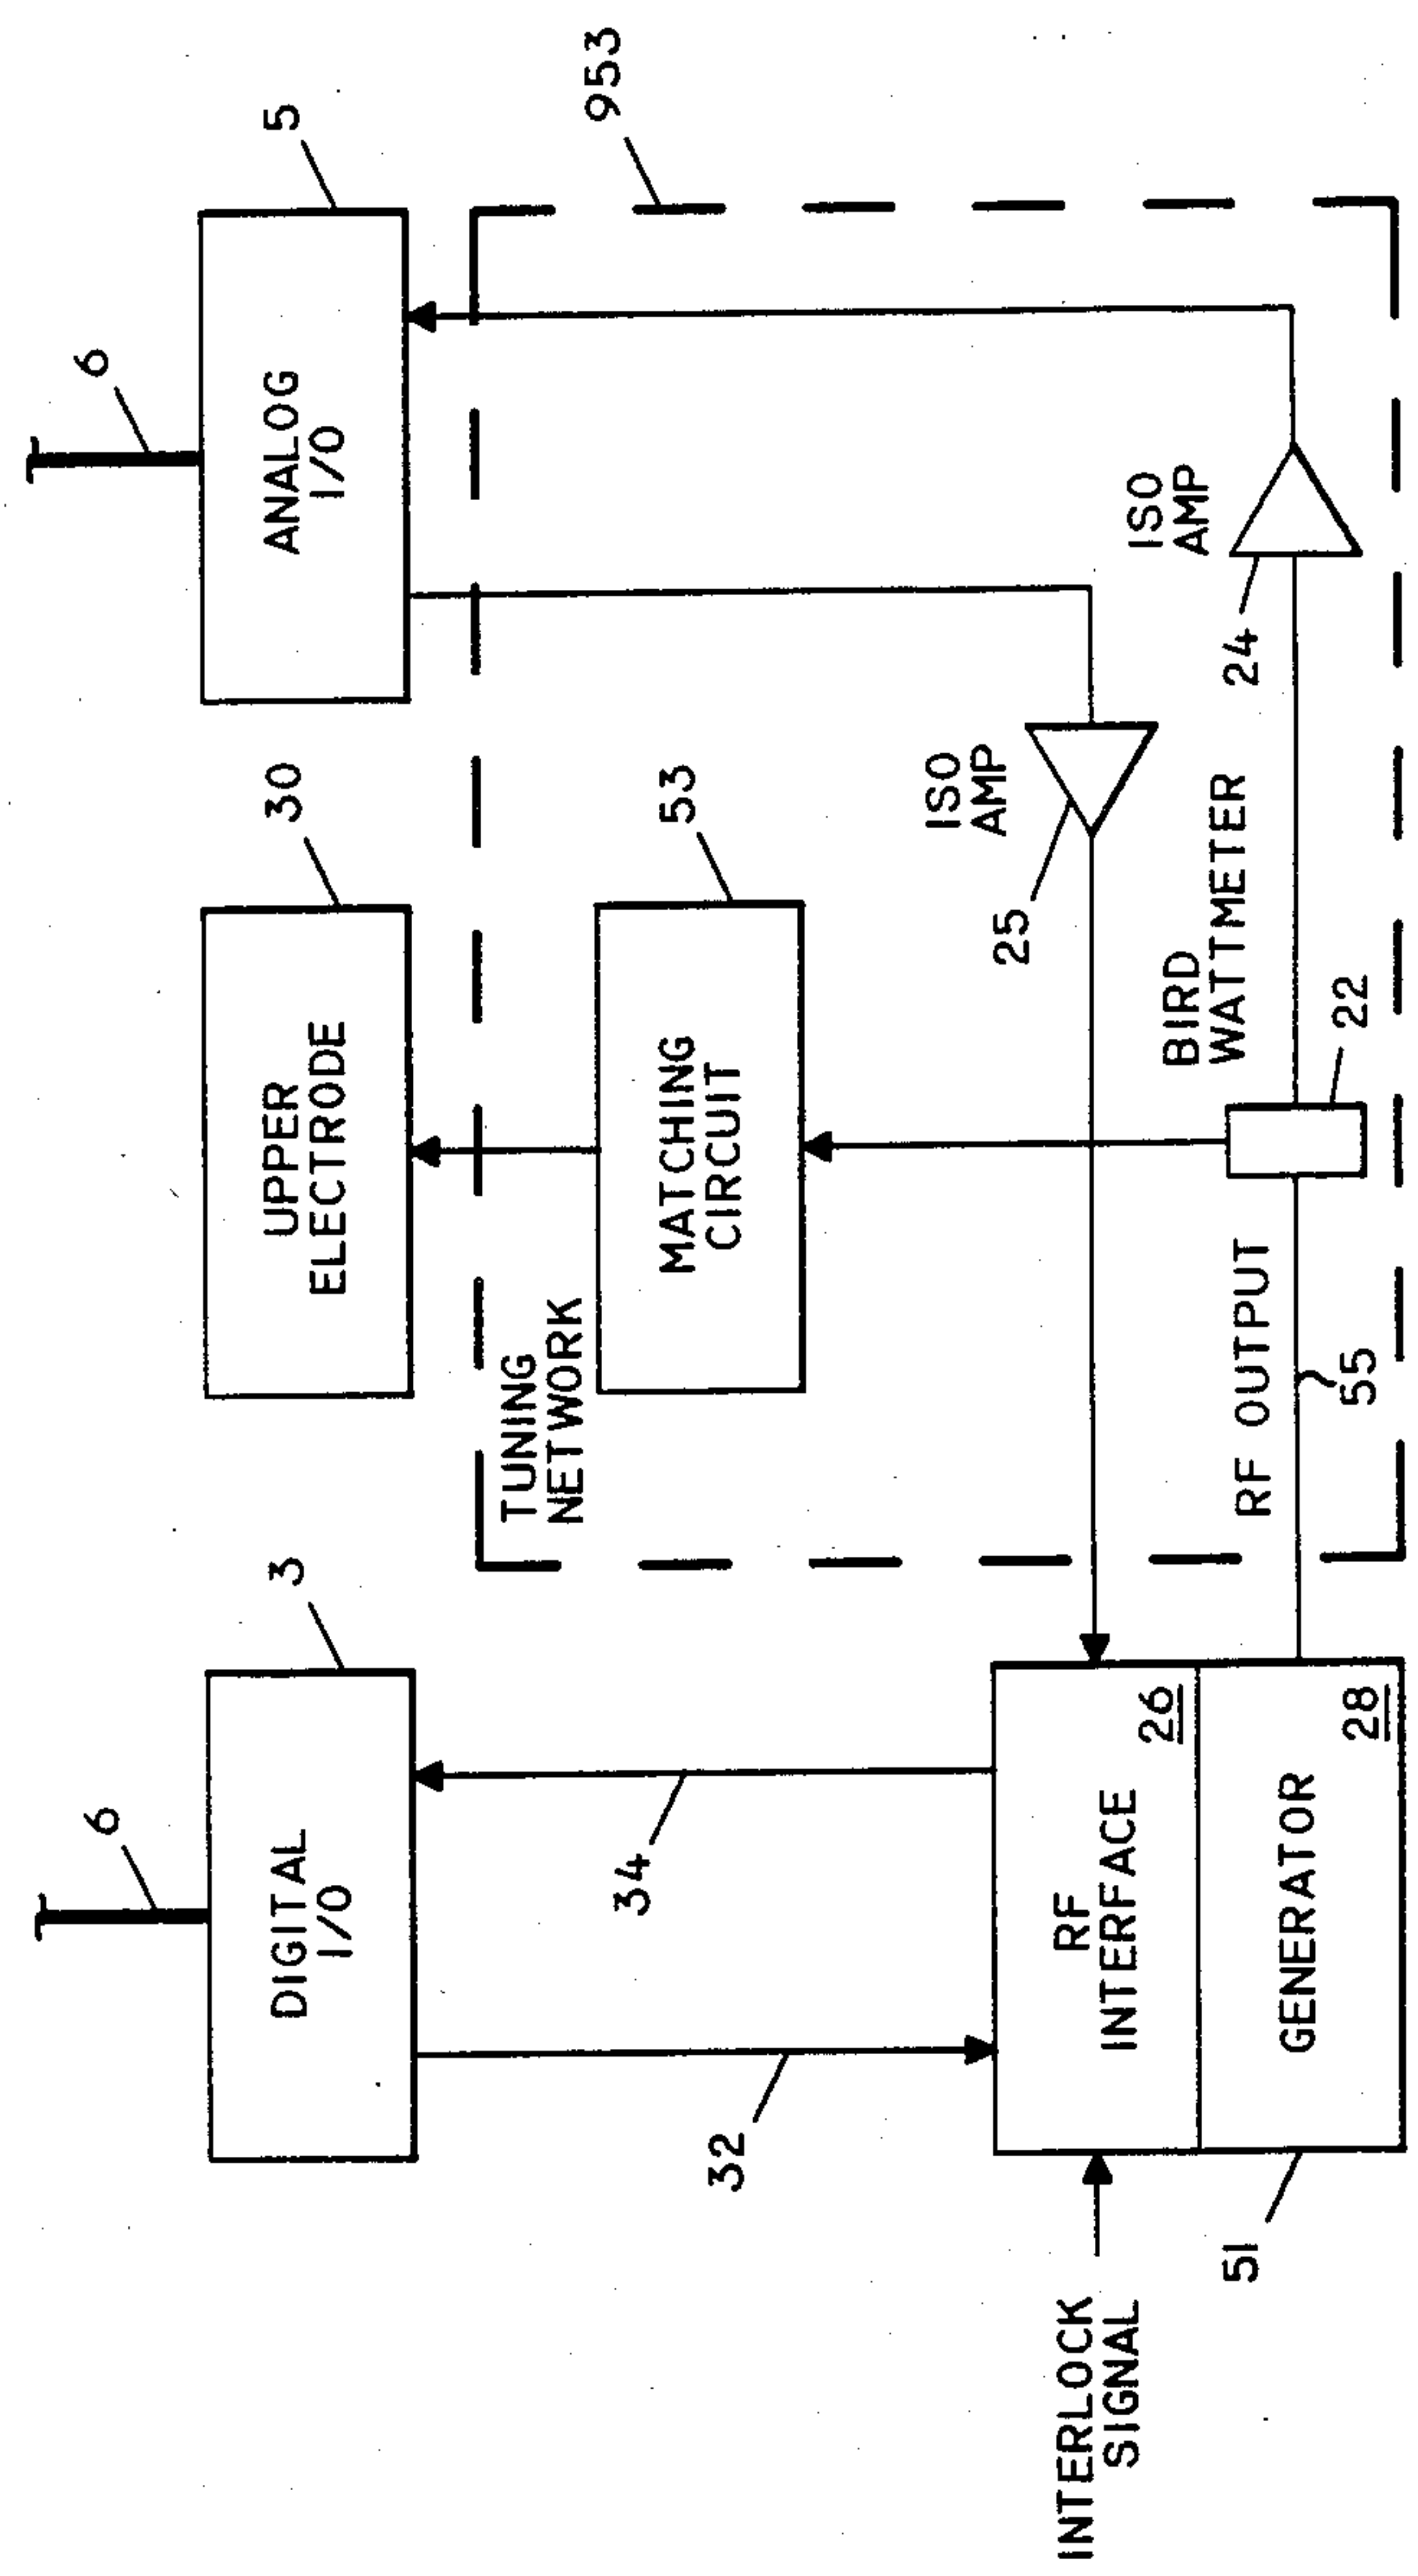 6
6
3
30
5
DIGITAL
I/O
UPPER
ELECTRODE
ANALOG
I/O
953
TUNING
NETWORK
32
34
53
MATCHING
CIRCUIT
ISO
AMP
25
INTERLOCK
SIGNAL
RF
INTERFACE
26
ISO
AMP
24
BIRD
WATTMETER
22
RF OUTPUT
55
51
GENERATOR
28